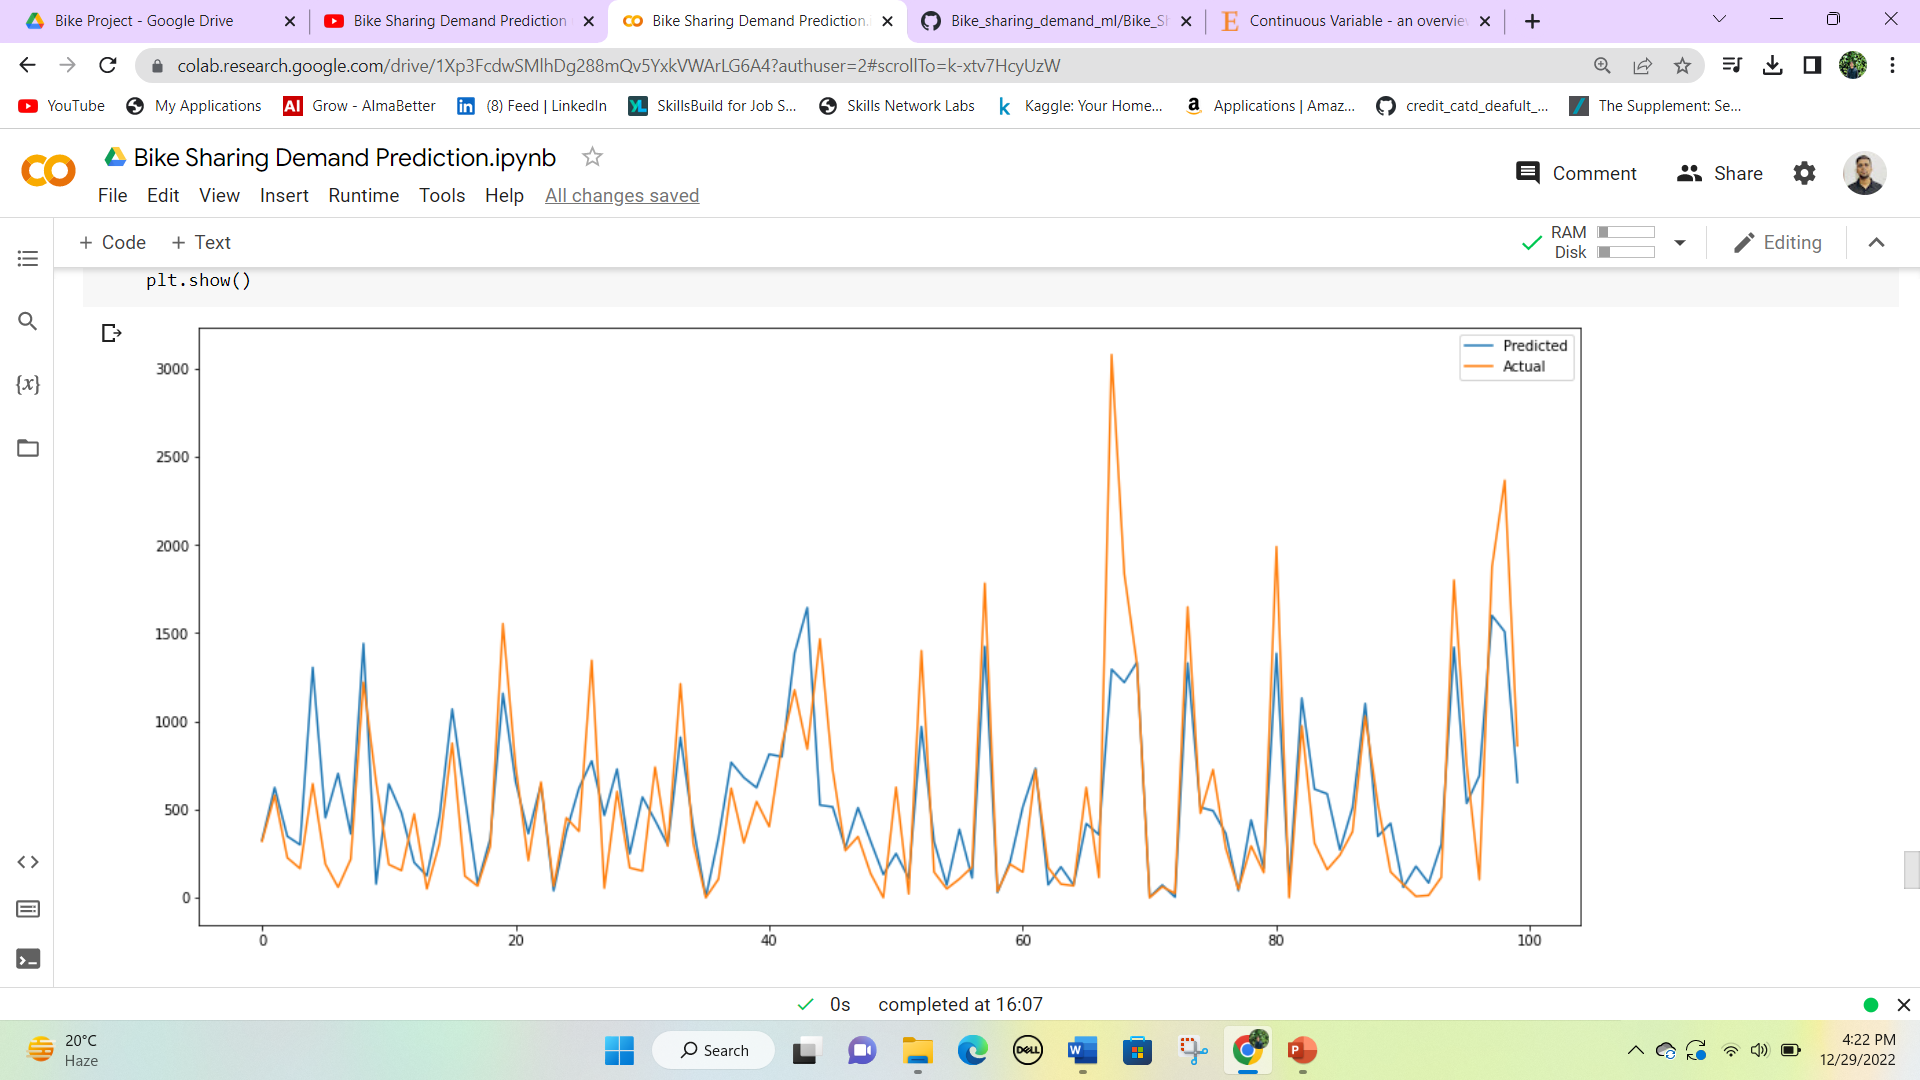 Bike Project - Google Drive
Bike Sharing Demand Prediction
Bike Sharing Demand Prediction.i
Bike_sharing_demand_ml/Bike_Sh
Continuous Variable - an overview
colab.research.google.com/drive/1Xp3FcdwSMlhDg288mQv5YxkVWArLG6A4?authuser=2#scrollTo=k-xtv7HcyUzW
YouTube
My Applications
AI Grow - AlmaBetter
(8) Feed | LinkedIn
SkillsBuild for Job S...
Skills Network Labs
Kaggle: Your Home...
Applications | Amaz...
credit_catd_deafult_...
The Supplement: Se...
Bike Sharing Demand Prediction.ipynb
Comment
Share
File Edit View Insert Runtime Tools Help All changes saved
+ Code + Text
RAM
Disk
Editing
plt.show()
{x}
Predicted
Actual
3000
2500
2000
1500
1000
500
0
0 20 40 60 80 100
0s completed at 16:07
20°C
Haze
Search
DELL
4:22 PM
12/29/2022